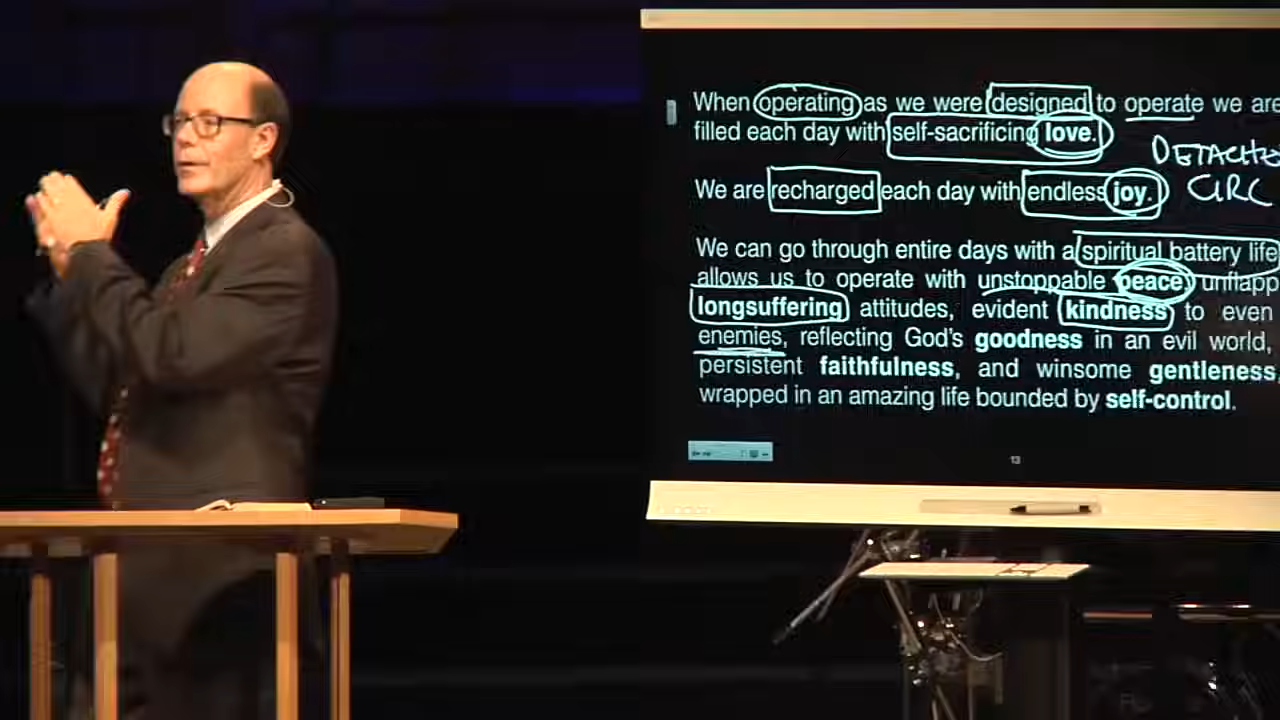 When operating as we were designed to operate we are
filled each day with self-sacrificing love.
We are recharged each day with endless joy.
We can go through entire days with a spiritual battery life
allows us to operate with unstoppable peace,
longsuffering attitudes, evident kindness to even
enemies, reflecting God's goodness in an evil world,
persistent faithfulness, and winsome gentleness,
wrapped in an amazing life bounded by self-control.
13